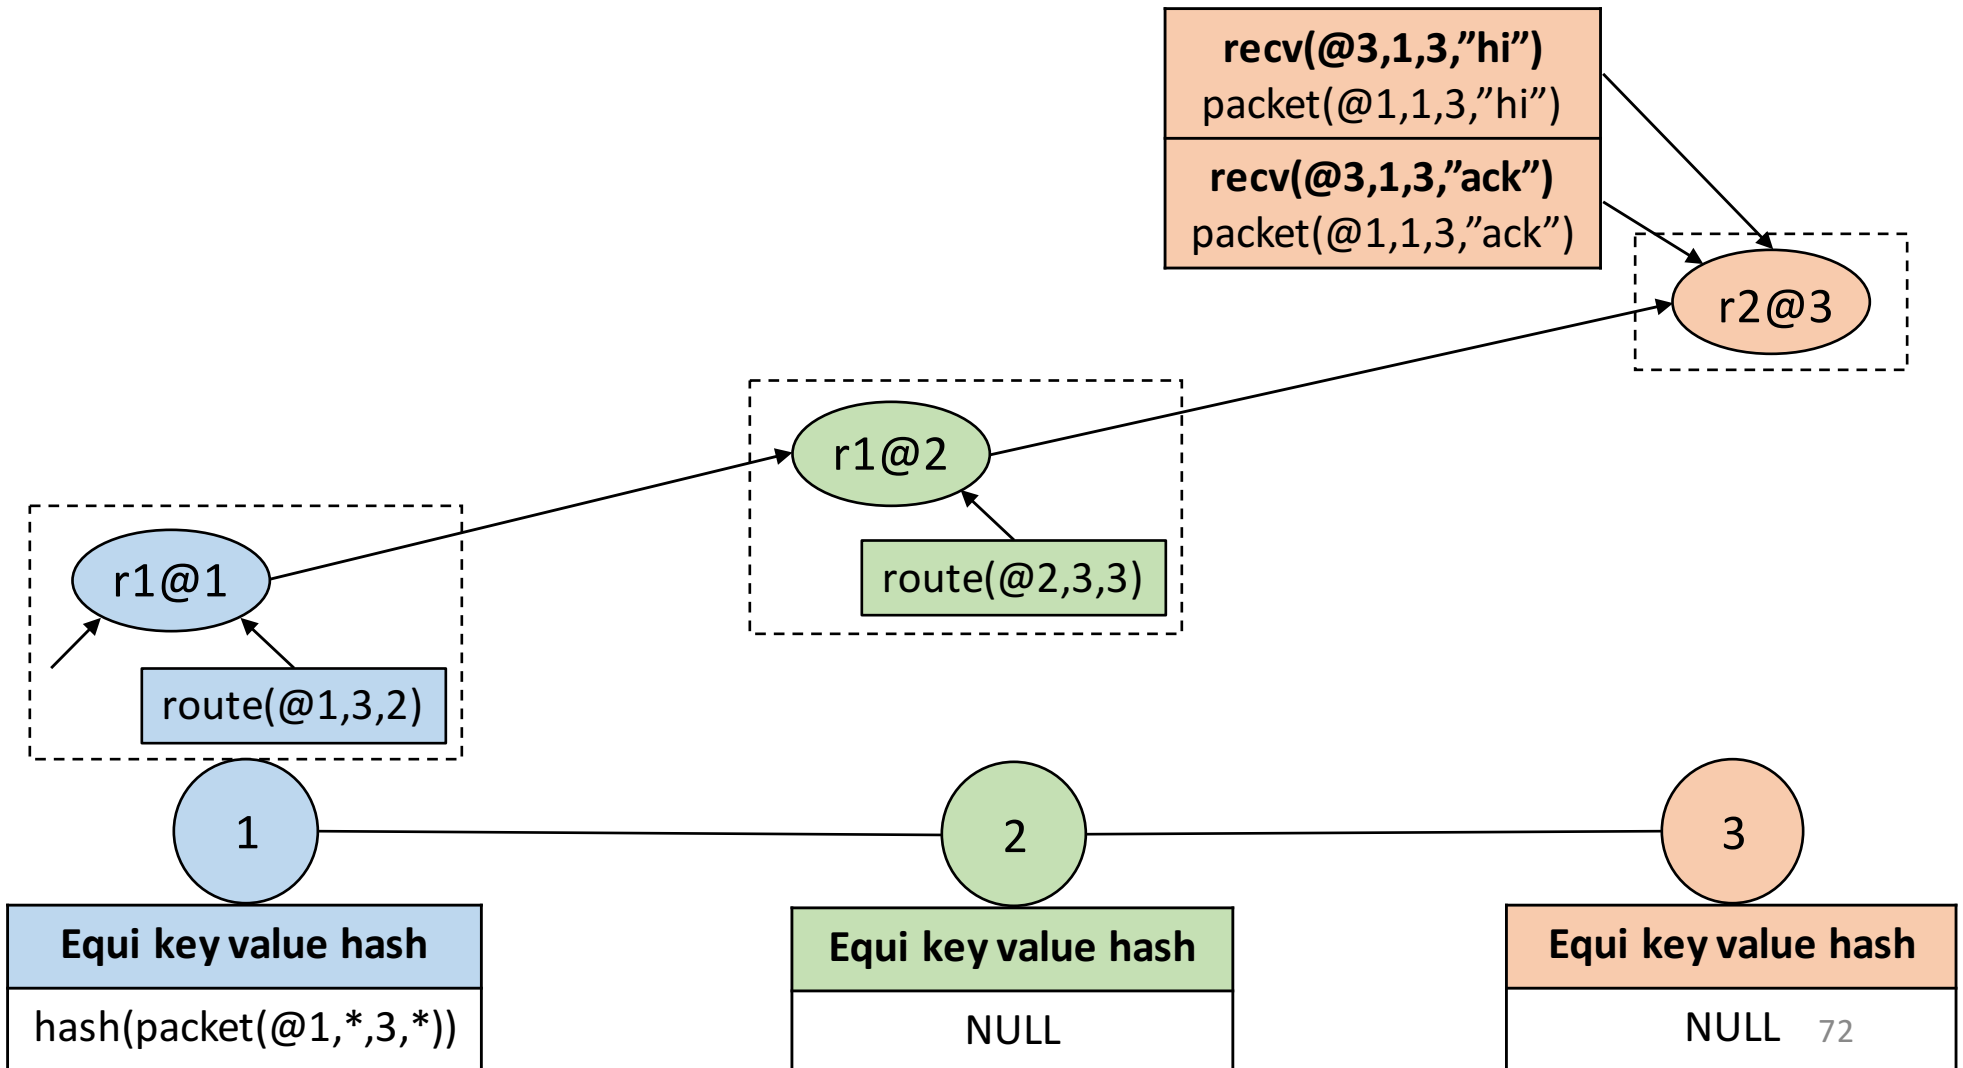 recv(@3,1,3,”hi”)
packet(@1,1,3,”hi”)
recv(@3,1,3,”ack”)
packet(@1,1,3,”ack”)
r2@3
r1@2
route(@2,3,3)
r1@1
route(@1,3,2)
1
2
3
Equi key value hash
hash(packet(@1,*,3,*))
Equi key value hash
NULL
Equi key value hash
NULL
72